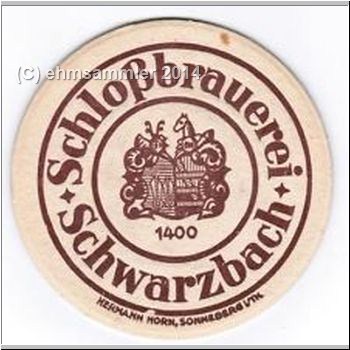 (C) ehmsammler 2014
Schloßbrauerei
Schwarzbach
1400
HERMANN HORN, SONNEBERG/TH.